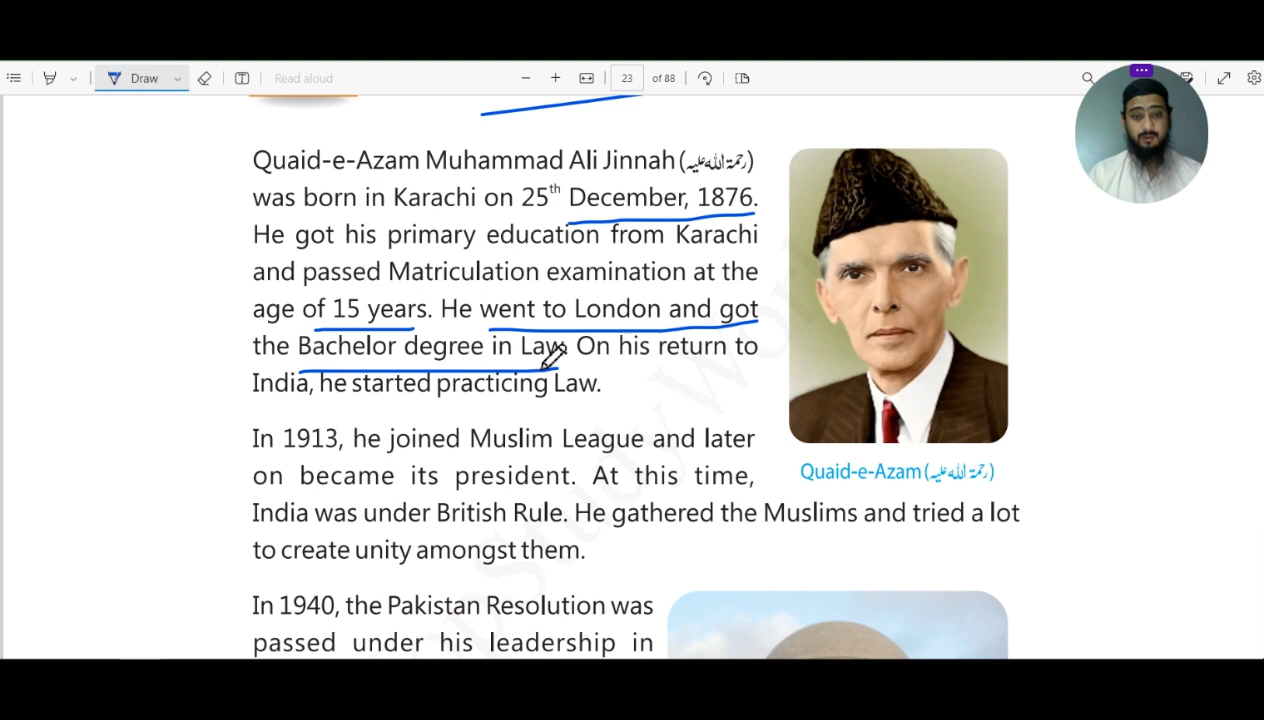 Draw
Read aloud
23
of 88
Quaid-e-Azam Muhammad Ali Jinnah (رحمۃ اللہ علیہ)
was born in Karachi on 25th December, 1876.
He got his primary education from Karachi
and passed Matriculation examination at the
age of 15 years. He went to London and got
the Bachelor degree in Law. On his return to
India, he started practicing Law.
Quaid-e-Azam (رحمۃ اللہ علیہ)
In 1913, he joined Muslim League and later
on became its president. At this time,
India was under British Rule. He gathered the Muslims and tried a lot
to create unity amongst them.
In 1940, the Pakistan Resolution was
passed under his leadership in